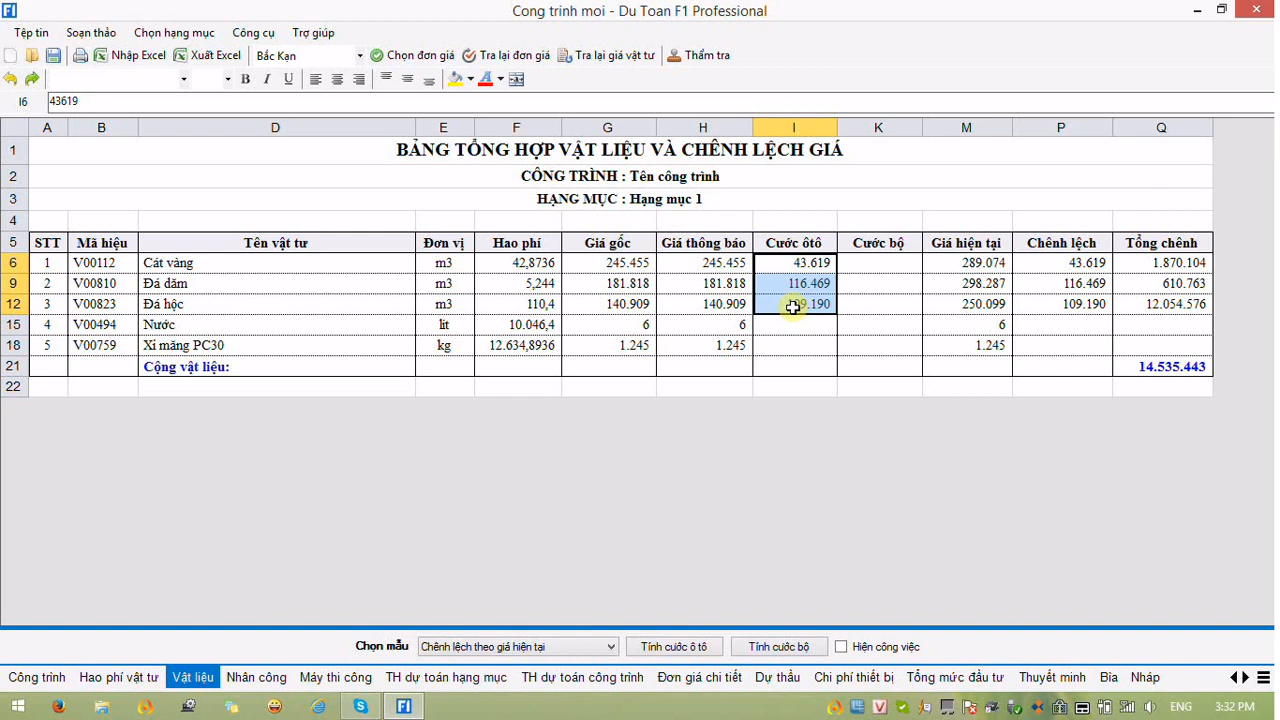 Cong trinh moi - Du Toan F1 Professional
Tệp tin Soạn thảo Chọn hạng mục Công cụ Trợ giúp
Nhập Excel Xuất Excel Bắc Kạn Chọn đơn giá Tra lại đơn giá Tra lại giá vật tư Thẩm tra
B I U A
I6 43619
A B D E F G H I K M P Q
1 BẢNG TỔNG HỢP VẬT LIỆU VÀ CHÊNH LỆCH GIÁ
2 CÔNG TRÌNH : Tên công trình
3 HẠNG MỤC : Hạng mục 1
4
5 STT Mã hiệu Tên vật tư Đơn vị Hao phí Giá gốc Giá thông báo Cước ôtô Cước bộ Giá hiện tại Chênh lệch Tổng chênh
6 1 V00112 Cát vàng m3 42,8736 245.455 245.455 43.619 289.074 43.619 1.870.104
9 2 V00810 Đá dăm m3 5,244 181.818 181.818 116.469 298.287 116.469 610.763
12 3 V00823 Đá hộc m3 110,4 140.909 140.909 250.099 109.190 12.054.576
15 4 V00494 Nước lit 10.046,4 6 6 6
18 5 V00759 Xi măng PC30 kg 12.634,8936 1.245 1.245 1.245
21 Cộng vật liệu: 14.535.443
22
Chọn mẫu Chênh lệch theo giá hiện tại Tính cước ô tô Tính cước bộ Hiện công việc
Công trình Hao phí vật tư Vật liệu Nhân công Máy thi công TH dự toán hạng mục TH dự toán công trình Đơn giá chi tiết Dự thầu Chi phí thiết bị Tổng mức đầu tư Thuyết minh Bìa Nháp
ENG 3:32 PM